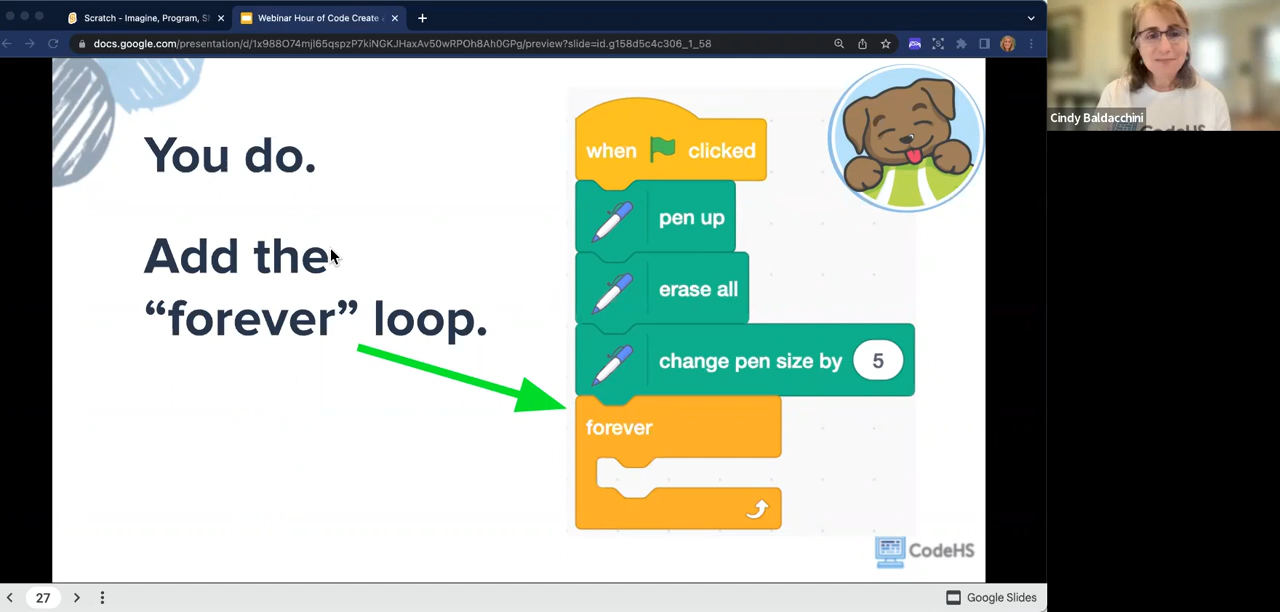 Scratch - Imagine, Program, S
Webinar Hour of Code Create
docs.google.com/presentation/d/1x988O74mjl65qspzP7kiNGKJHaxAv50wRPOh8Ah0GPg/preview?slide=id.g158d5c4c306_1_58
Cindy Baldacchini
CodeHS
You do.
Add the
“forever” loop.
when clicked
pen up
erase all
change pen size by 5
forever
CodeHS
27
Google Slides